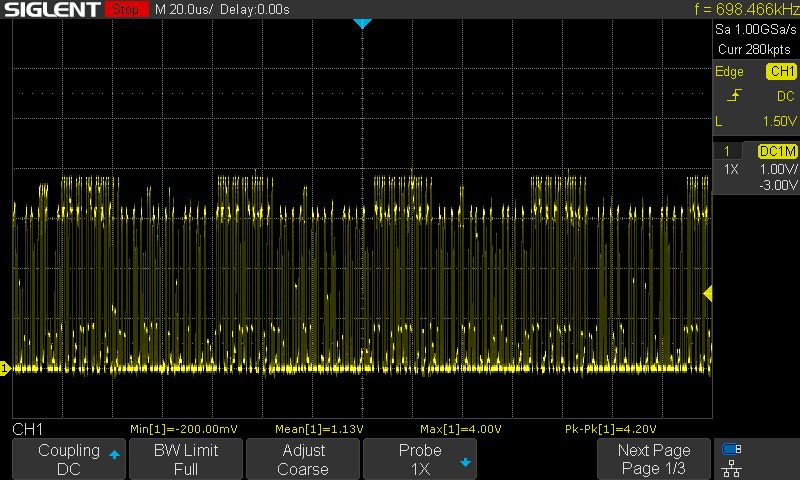 SIGLENT Stop M 20.0us/ Delay:0.00s f = 698.466kHz
Sa 1.00GSa/s
Curr 280kpts
Edge CH1
DC
L 1.50V
1 DC1M
1X 1.00V/
-3.00V
1
CH1 Min[1]=-200.00mV Mean[1]=1.13V Max[1]=4.00V Pk-Pk[1]=4.20V
Coupling BW Limit Adjust Probe Next Page
DC Full Coarse 1X Page 1/3